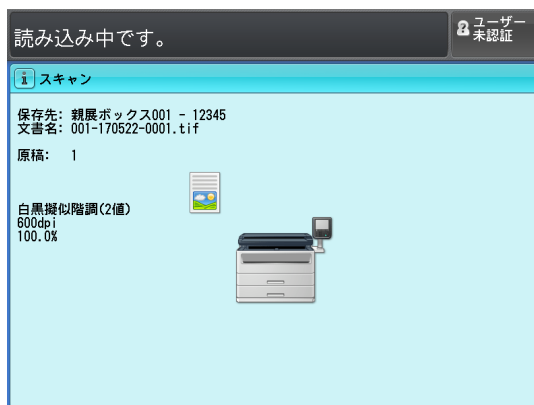 読み込み中です。
ユーザー
未認証
スキャン
保存先: 親展ボックス001 - 12345
文書名: 001-170522-0001.tif
原稿: 1
白黒擬似階調(2値)
600dpi
100.0%